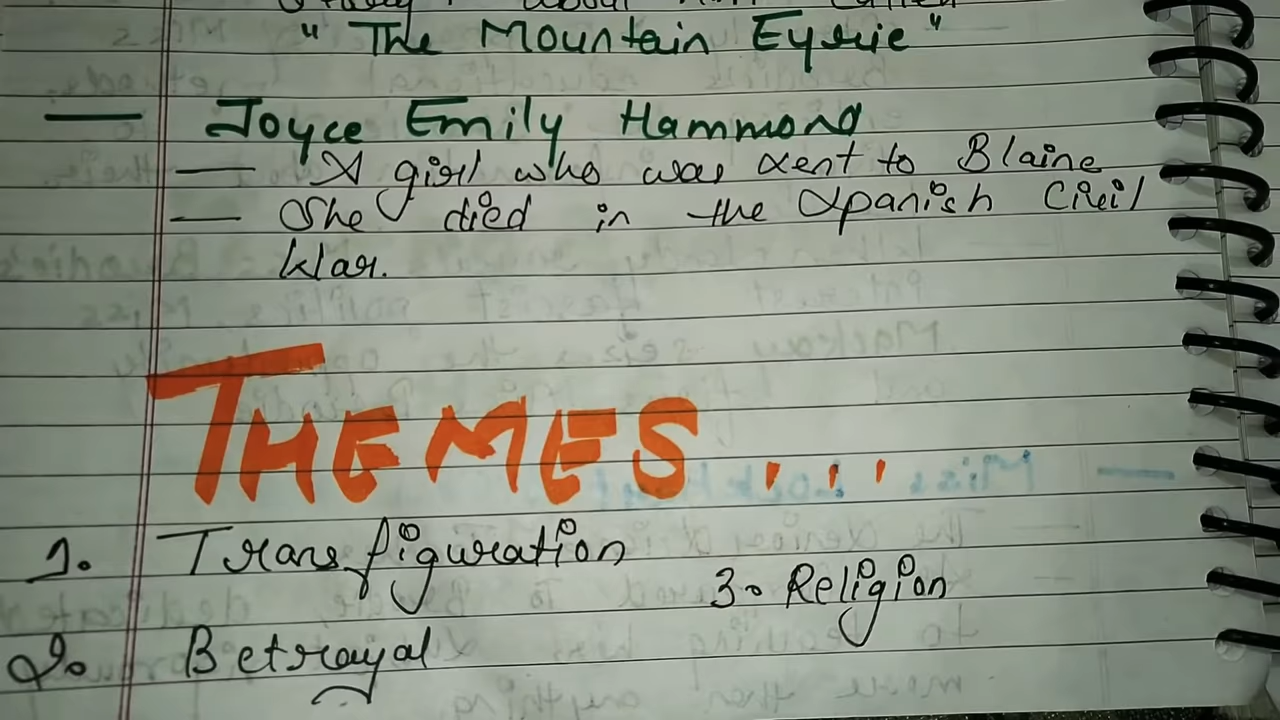 "The Mountain Eyrie"
— Joyce Emily Hammond
— A girl who was sent to Blaine
— She died in the Spanish Civil
War.
THEMES...
1. Transfiguration
3. Religion
2. Betrayal